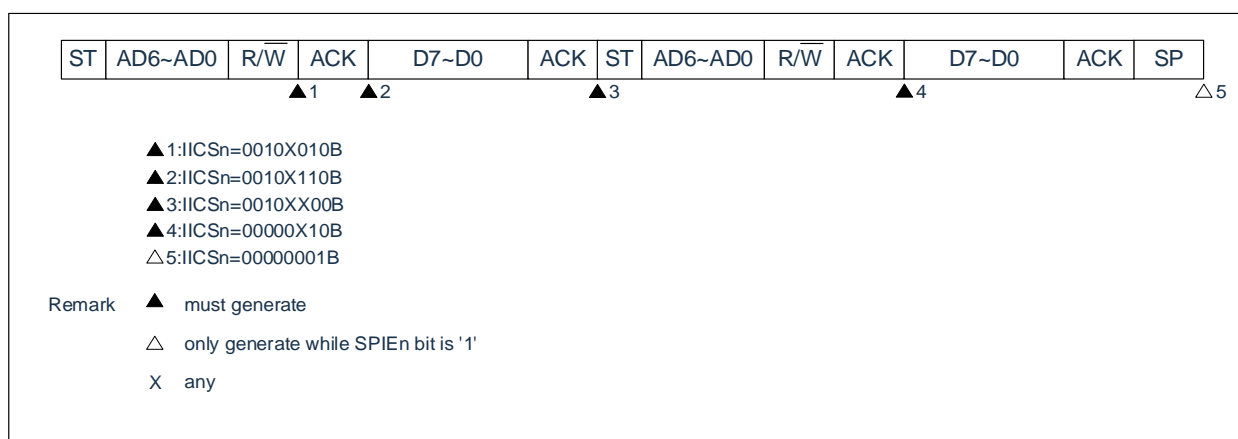 ST AD6~AD0 R/W̅ ACK D7~D0 ACK ST AD6~AD0 R/W̅ ACK D7~D0 ACK SP
▲1 ▲2 ▲3 ▲4 △5
▲1:IICSn=0010X010B
▲2:IICSn=0010X110B
▲3:IICSn=0010XX00B
▲4:IICSn=00000X10B
△5:IICSn=00000001B
Remark ▲ must generate
△ only generate while SPIEn bit is '1'
X any